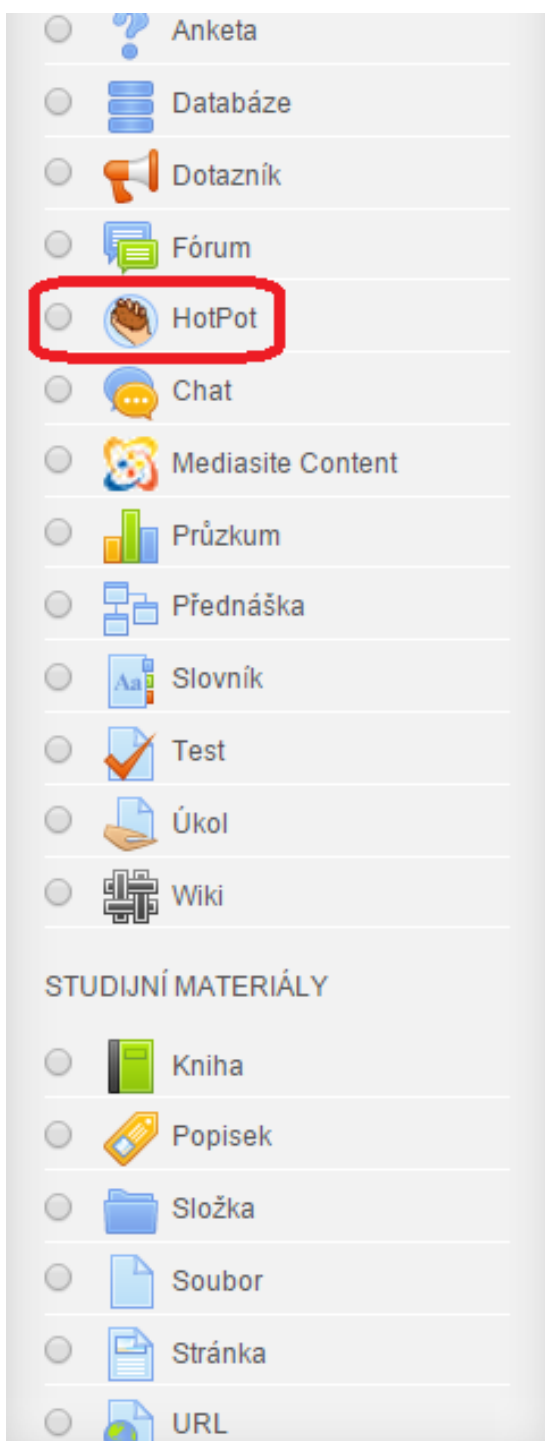 Anketa
Databáze
Dotazník
Fórum
HotPot
Chat
Mediasite Content
Průzkum
Přednáška
Aa
Slovník
Test
Úkol
Wiki
STUDIJNÍ MATERIÁLY
Kniha
Popisek
Složka
Soubor
Stránka
URL